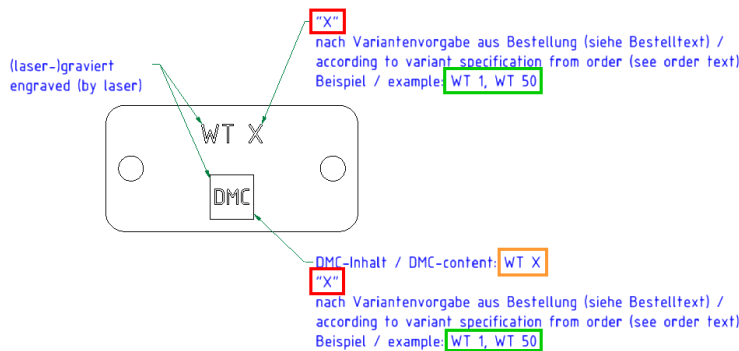 "X"
nach Variantenvorgabe aus Bestellung (siehe Bestelltext) /
according to variant specification from order (see order text)
Beispiel / example: WT 1, WT 50
(laser-)graviert
engraved (by laser)
WT X
DMC
DMC-Inhalt / DMC-content: WT X
"X"
nach Variantenvorgabe aus Bestellung (siehe Bestelltext) /
according to variant specification from order (see order text)
Beispiel / example: WT 1, WT 50